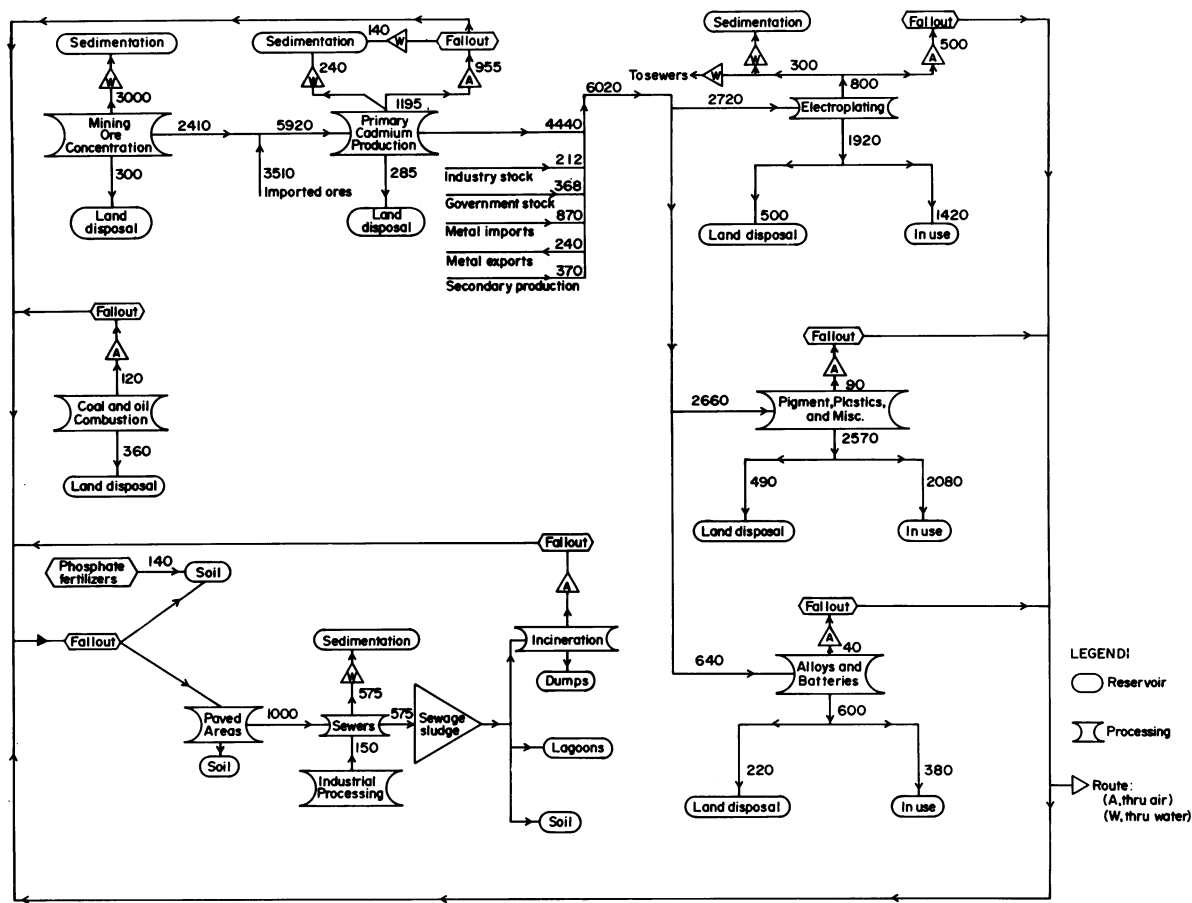 Sedimentation
W
3000
Mining
Ore
Concentration
300
Land
disposal
2410
3510
Imported ores
5920
Sedimentation
140
W
Fallout
240
W
955
A
1195
Primary
Cadmium
Production
285
Land
disposal
4440
6020
212
Industry stock
368
Government stock
870
Metal imports
240
Metal exports
370
Secondary production
Sedimentation
Fallout
W
A
500
To sewers
W
300
800
2720
Electroplating
1920
500
Land disposal
1420
In use
Fallout
A
120
Coal and oil
Combustion
360
Land disposal
Fallout
A
90
2660
Pigment, Plastics,
and Misc.
2570
490
2080
Land disposal
In use
Phosphate
fertilizers
140
Soil
Fallout
Fallout
A
Incineration
Dumps
Sedimentation
W
575
Paved
Areas
1000
Sewers
575
Sewage
sludge
Soil
150
Industrial
Processing
Lagoons
Soil
Fallout
A
40
640
Alloys and
Batteries
600
220
380
Land disposal
In use
LEGEND:
Reservoir
Processing
Route:
(A, thru air)
(W, thru water)